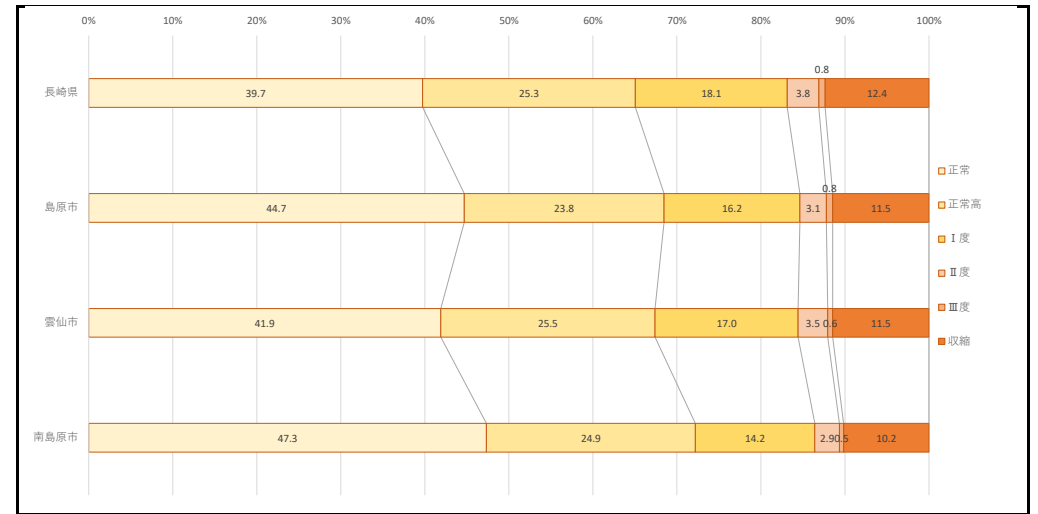 0% 10% 20% 30% 40% 50% 60% 70% 80% 90% 100%
0.8
長崎県 39.7 25.3 18.1 3.8 12.4
正常
0.8
島原市 44.7 23.8 16.2 3.1 11.5
正常高
Ⅰ度
Ⅱ度
Ⅲ度
雲仙市 41.9 25.5 17.0 3.5 0.6 11.5
収縮
南島原市 47.3 24.9 14.2 2.9 0.5 10.2